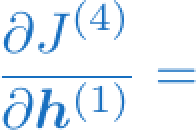 ∂J⁽⁴⁾
∂h⁽¹⁾ =